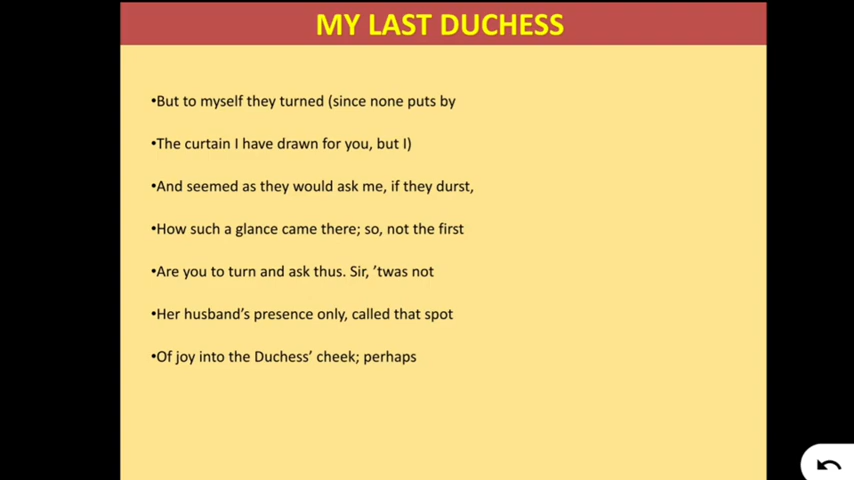 MY LAST DUCHESS
•But to myself they turned (since none puts by
•The curtain I have drawn for you, but I)
•And seemed as they would ask me, if they durst,
•How such a glance came there; so, not the first
•Are you to turn and ask thus. Sir, ’twas not
•Her husband’s presence only, called that spot
•Of joy into the Duchess’ cheek; perhaps